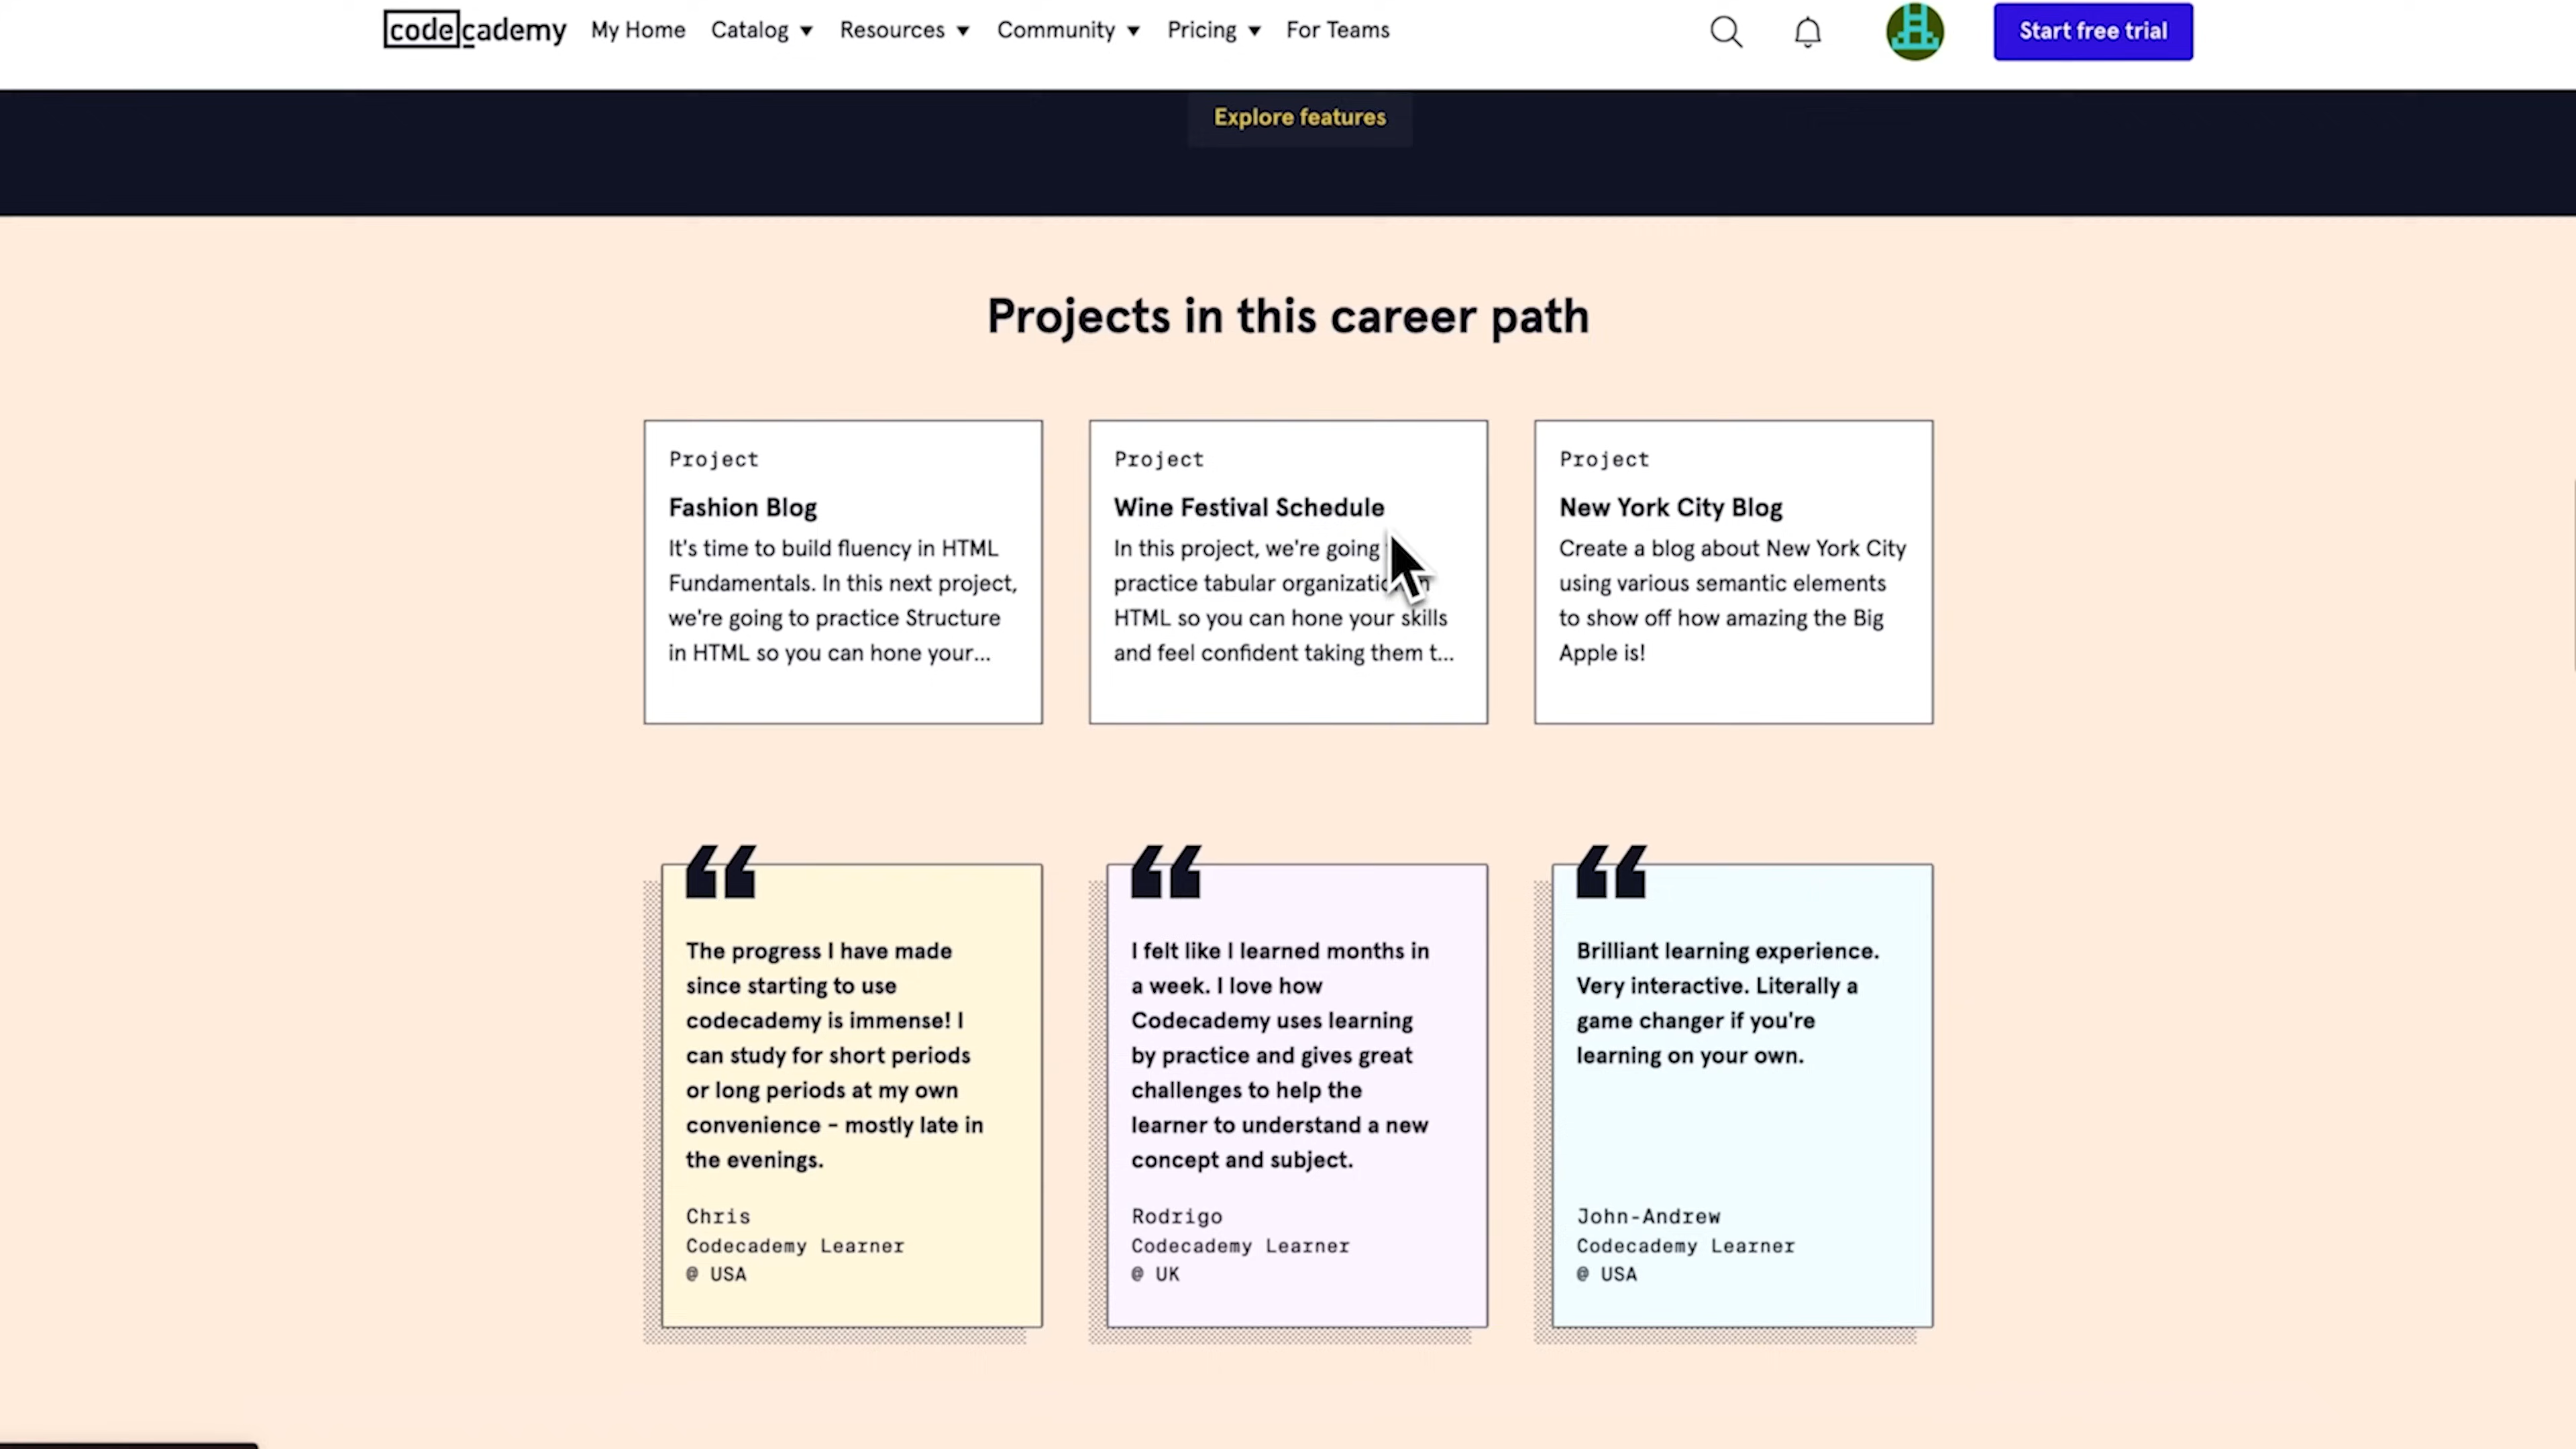 codecademy My Home Catalog Resources Community Pricing For Teams Start free trial
Explore features
Projects in this career path
Project
Fashion Blog
It's time to build fluency in HTML
Fundamentals. In this next project,
we're going to practice Structure
in HTML so you can hone your...
Project
Wine Festival Schedule
In this project, we're going
practice tabular
HTML so you can hone your skills
and feel confident taking them t...
Project
New York City Blog
Create a blog about New York City
using various semantic elements
to show off how amazing the Big
Apple is!
“
The progress I have made
since starting to use
codecademy is immense! I
can study for short periods
or long periods at my own
convenience - mostly late in
the evenings.
Chris
Codecademy Learner
@ USA
“
I felt like I learned months in
a week. I love how
Codecademy uses learning
by practice and gives great
challenges to help the
learner to understand a new
concept and subject.
Rodrigo
Codecademy Learner
@ UK
“
Brilliant learning experience.
Very interactive. Literally a
game changer if you're
learning on your own.
John-Andrew
Codecademy Learner
@ USA